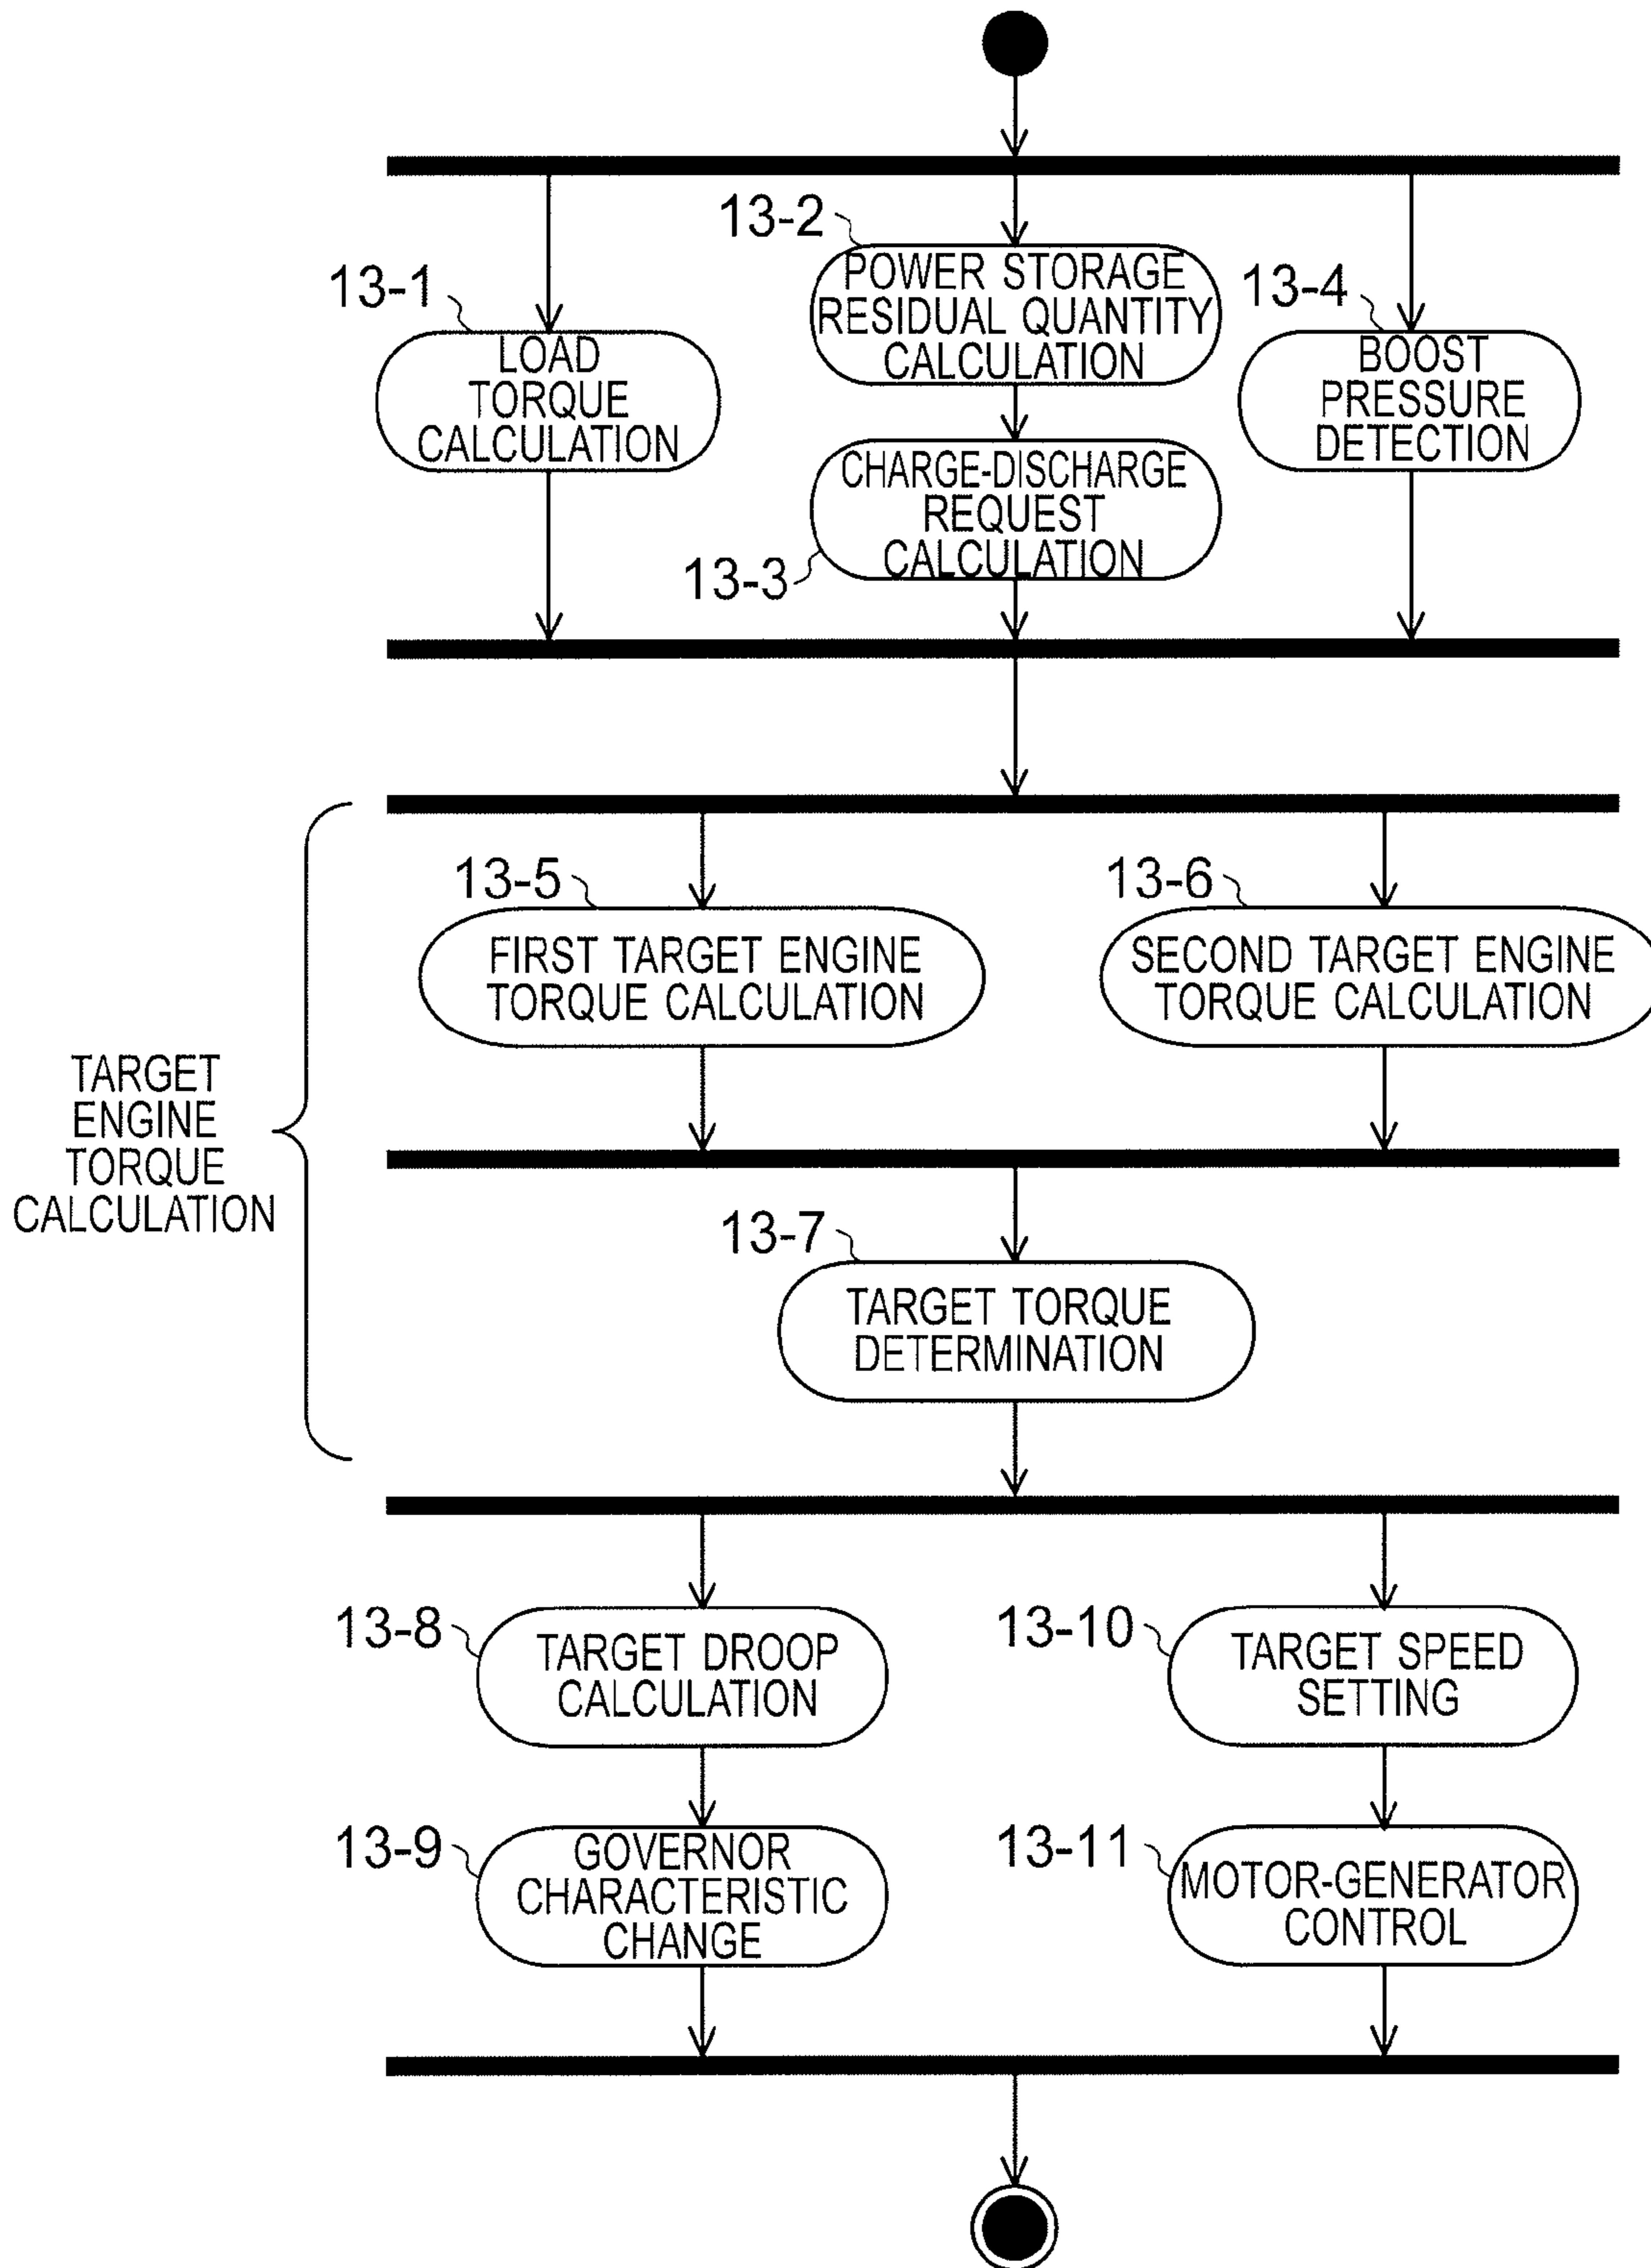 13-1
LOAD
TORQUE
CALCULATION
13-2
POWER STORAGE
RESIDUAL QUANTITY
CALCULATION
13-3
CHARGE-DISCHARGE
REQUEST
CALCULATION
13-4
BOOST
PRESSURE
DETECTION
TARGET
ENGINE
TORQUE
CALCULATION
13-5
FIRST TARGET ENGINE
TORQUE CALCULATION
13-6
SECOND TARGET ENGINE
TORQUE CALCULATION
13-7
TARGET TORQUE
DETERMINATION
13-8
TARGET DROOP
CALCULATION
13-9
GOVERNOR
CHARACTERISTIC
CHANGE
13-10
TARGET SPEED
SETTING
13-11
MOTOR-GENERATOR
CONTROL